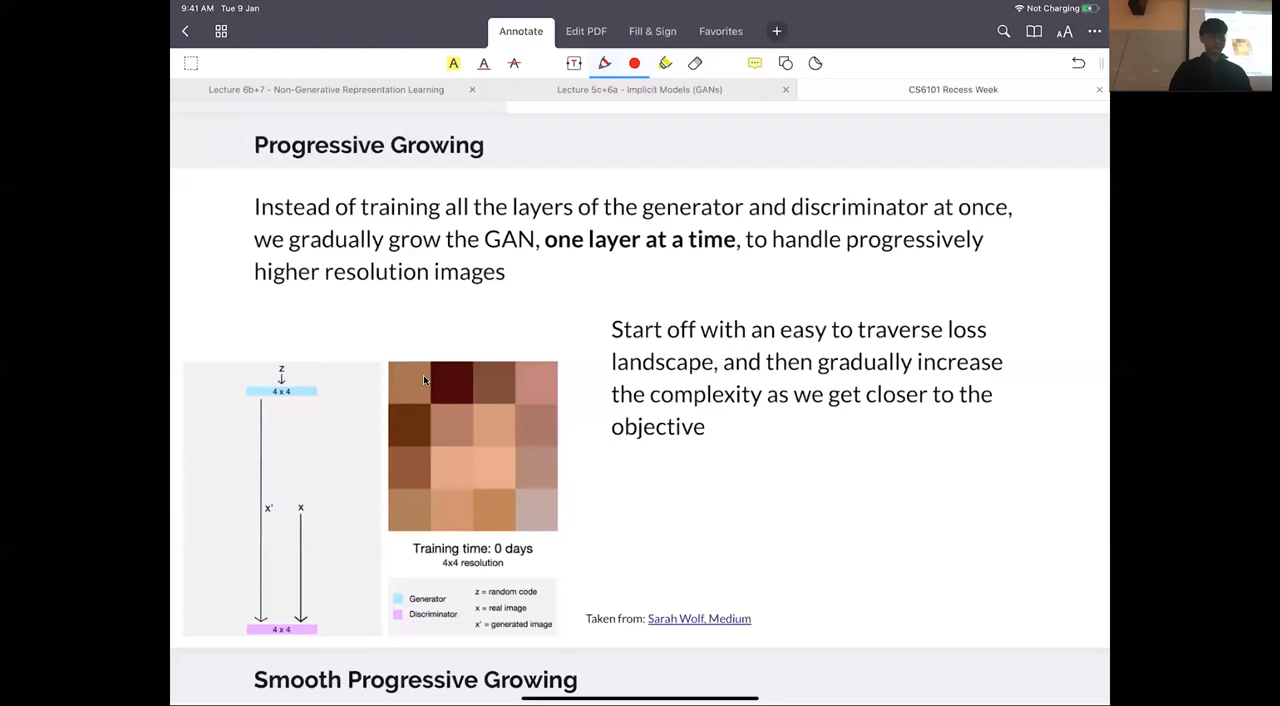 9:41 AM Tue 9 Jan
Not Charging
Annotate
Edit PDF
Fill & Sign
Favorites
Lecture 6b+7 - Non-Generative Representation Learning
Lecture 5c+6a - Implicit Models (GANs)
CS6101 Recess Week
Progressive Growing
Instead of training all the layers of the generator and discriminator at once,
we gradually grow the GAN, one layer at a time, to handle progressively
higher resolution images
Start off with an easy to traverse loss
landscape, and then gradually increase
the complexity as we get closer to the
objective
z
4 x 4
x'
x
4 x 4
Training time: 0 days
4x4 resolution
Generator
Discriminator
z = random code
x = real image
x' = generated image
Taken from: Sarah Wolf, Medium
Smooth Progressive Growing